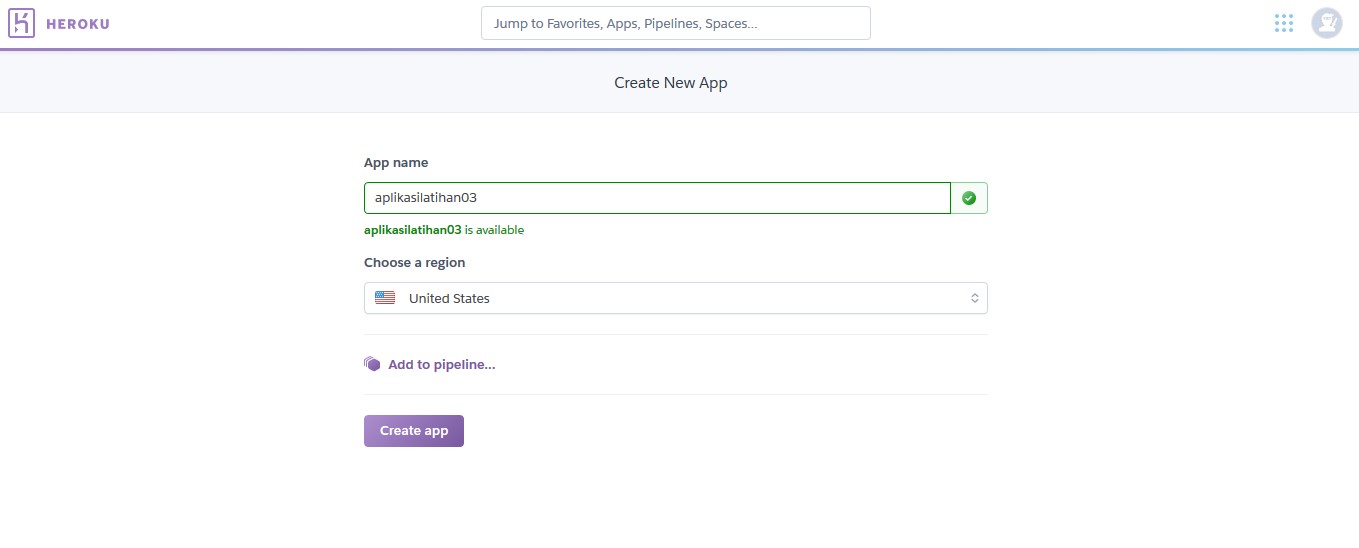 HEROKU
Jump to Favorites, Apps, Pipelines, Spaces...
Create New App
App name
aplikasilatihan03
aplikasilatihan03 is available
Choose a region
United States
Add to pipeline...
Create app